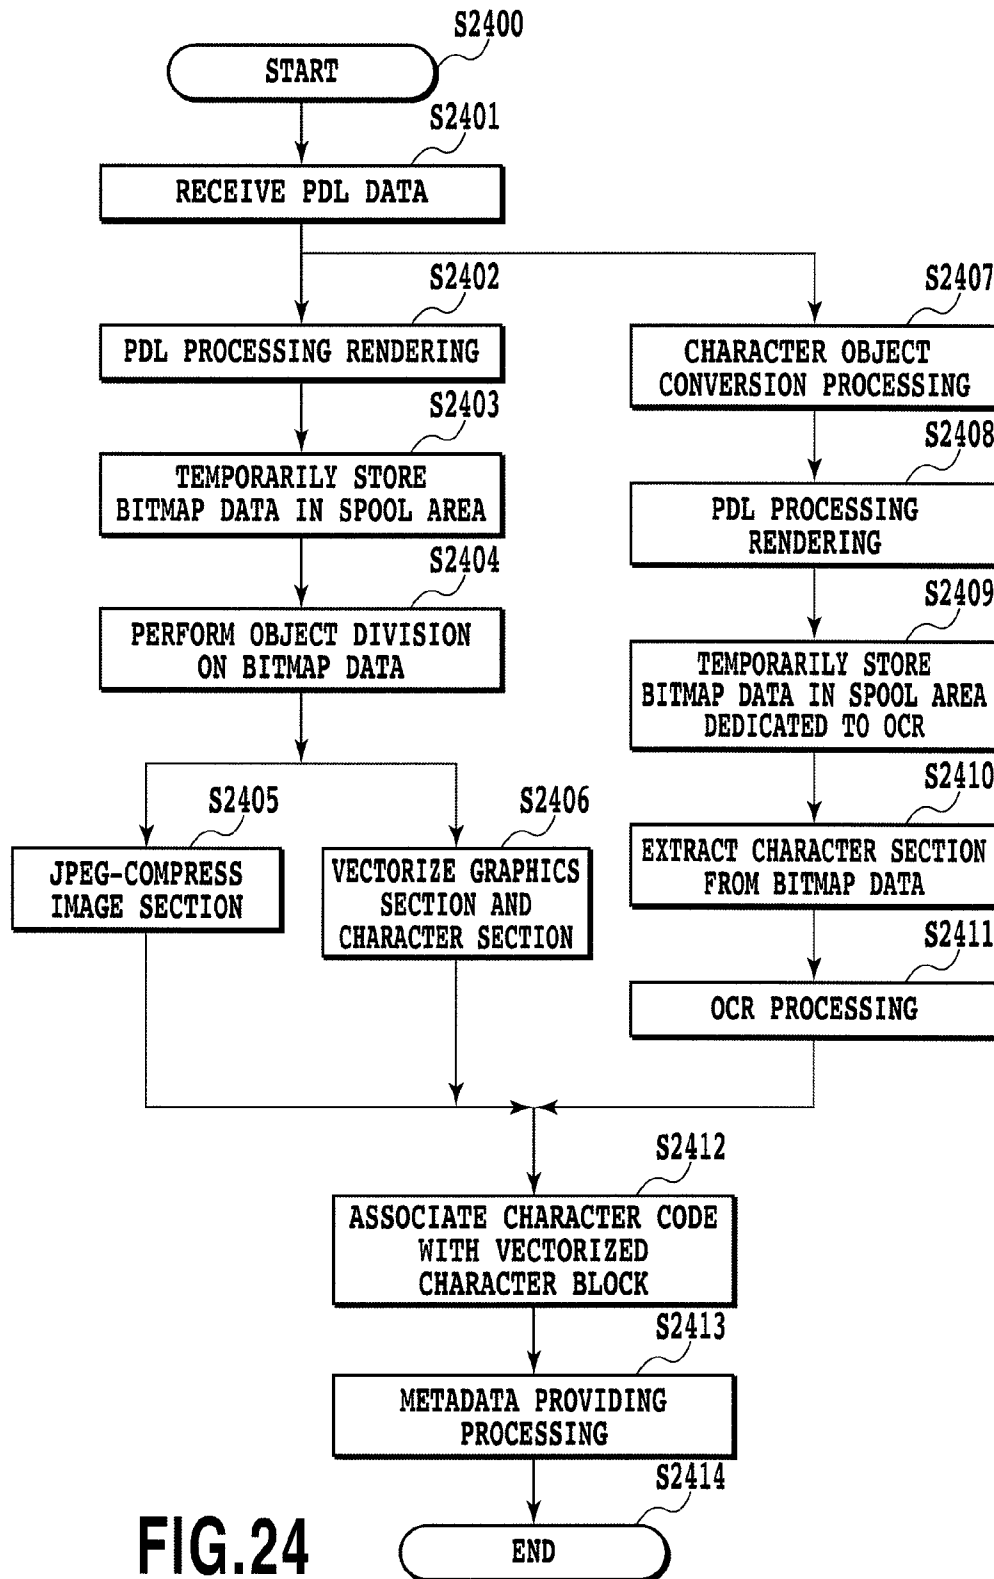 S2400
START
S2401
RECEIVE PDL DATA
S2402
PDL PROCESSING RENDERING
S2403
TEMPORARILY STORE
BITMAP DATA IN SPOOL AREA
S2404
PERFORM OBJECT DIVISION
ON BITMAP DATA
S2405
JPEG-COMPRESS
IMAGE SECTION
S2406
VECTORIZE GRAPHICS
SECTION AND
CHARACTER SECTION
S2407
CHARACTER OBJECT
CONVERSION PROCESSING
S2408
PDL PROCESSING
RENDERING
S2409
TEMPORARILY STORE
BITMAP DATA IN SPOOL AREA
DEDICATED TO OCR
S2410
EXTRACT CHARACTER SECTION
FROM BITMAP DATA
S2411
OCR PROCESSING
S2412
ASSOCIATE CHARACTER CODE
WITH VECTORIZED
CHARACTER BLOCK
S2413
METADATA PROVIDING
PROCESSING
S2414
END
FIG.24